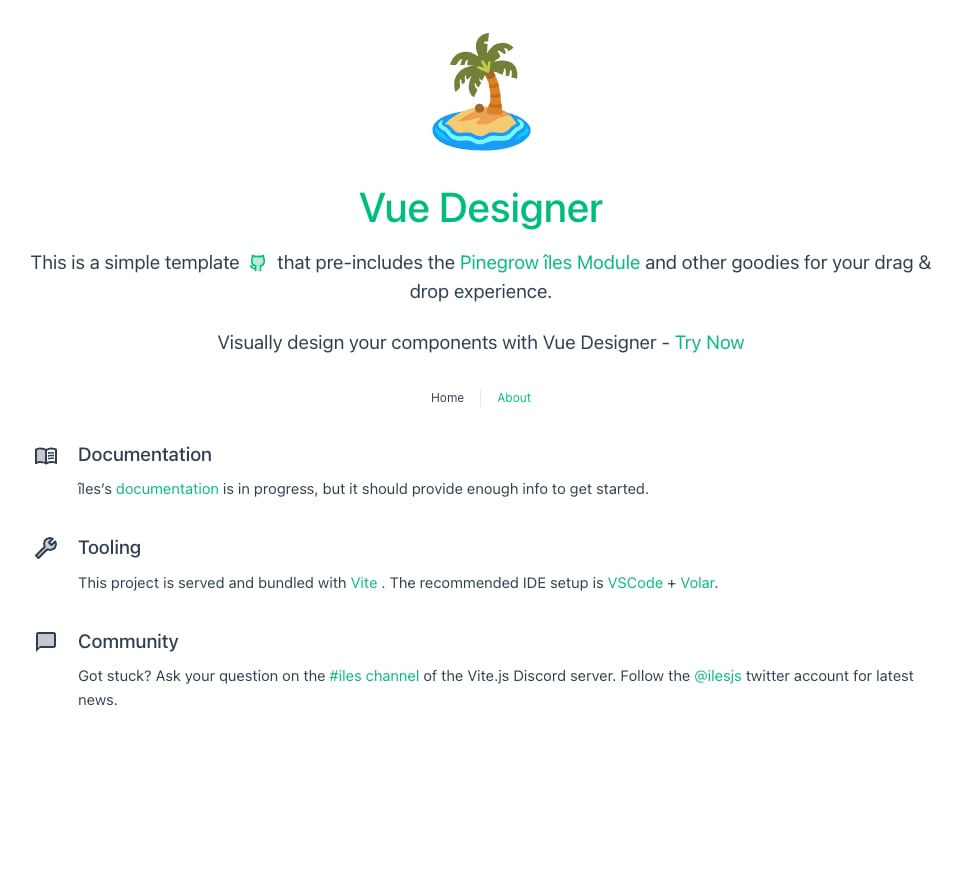 Vue Designer
This is a simple template that pre-includes the Pinegrow îles Module and other goodies for your drag &
drop experience.
Visually design your components with Vue Designer - Try Now
Home
About
Documentation
îles’s documentation is in progress, but it should provide enough info to get started.
Tooling
This project is served and bundled with Vite . The recommended IDE setup is VSCode + Volar.
Community
Got stuck? Ask your question on the #iles channel of the Vite.js Discord server. Follow the @ilesjs twitter account for latest
news.